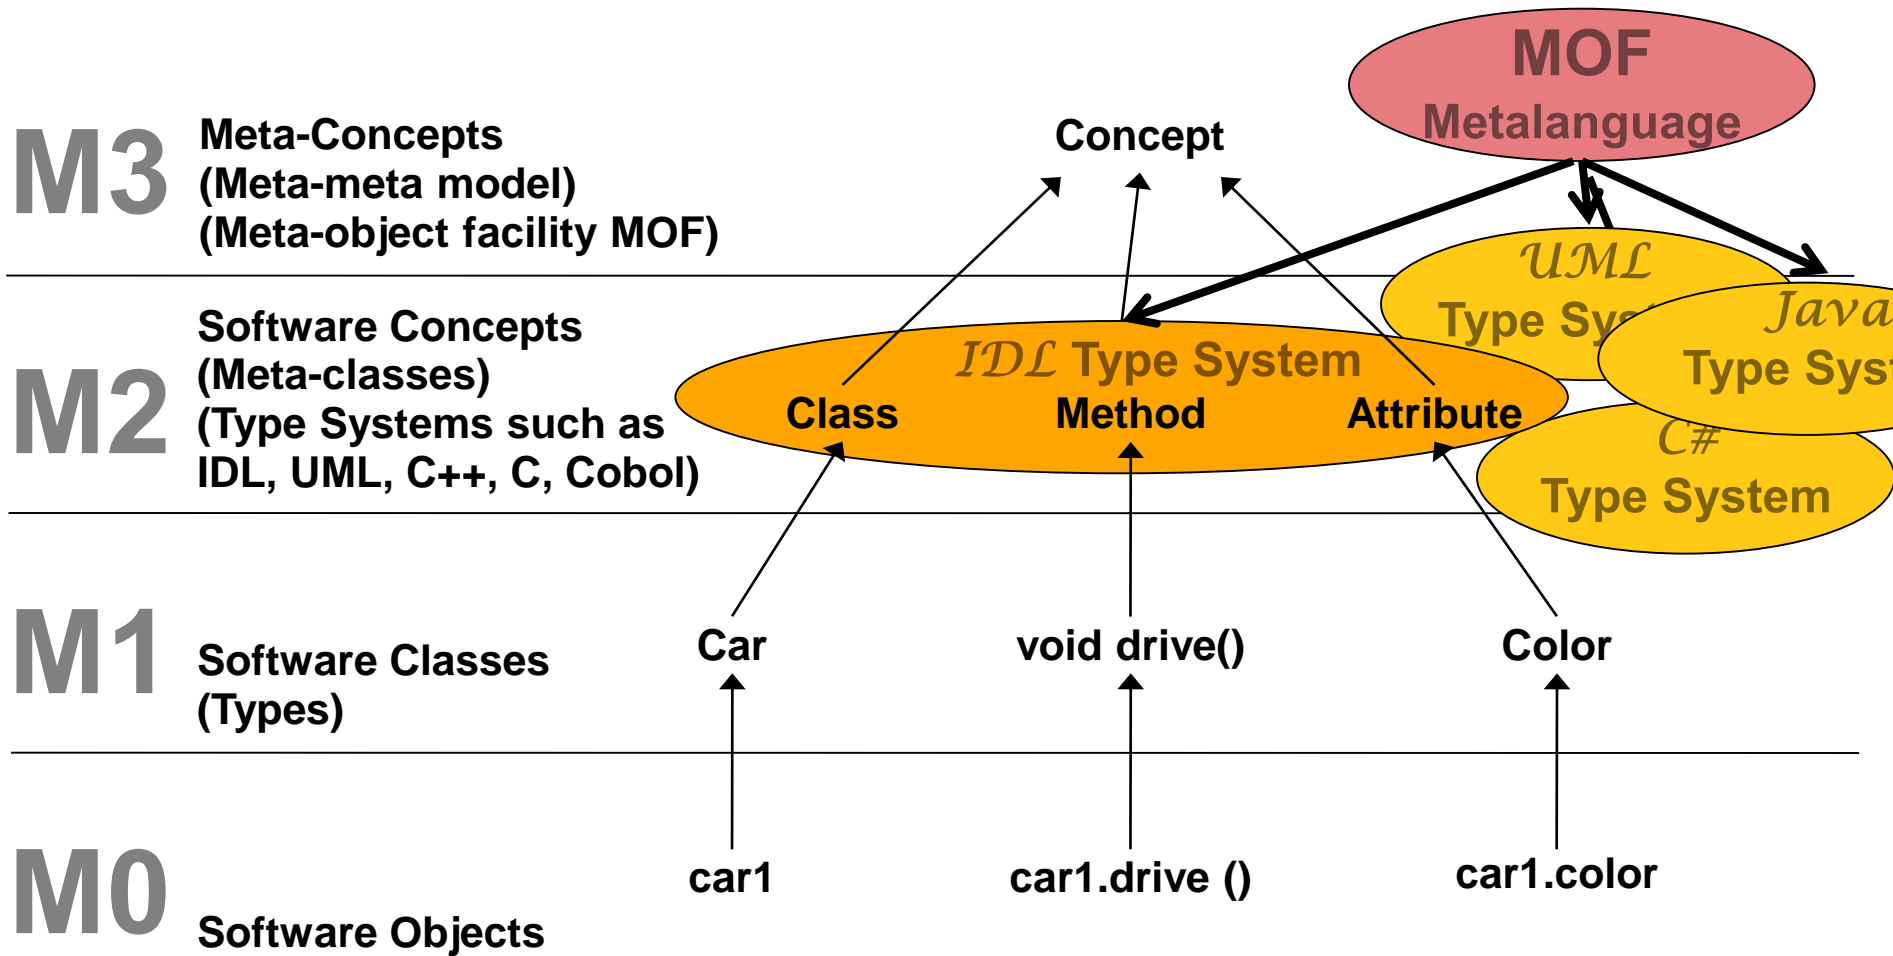 MOF
Metalanguage
M3
Meta-Concepts
(Meta-meta model)
(Meta-object facility MOF)
Concept
UML
Type
M2
Software Concepts
(Meta-classes)
(Type Systems such as
IDL, UML, C++, C, Cobol)
IDL Type System
Class Method Attribute
Java
Type
C#
Type System
M1
Software Classes
(Types)
Car void drive() Color
M0
Software Objects
car1 car1.drive () car1.color